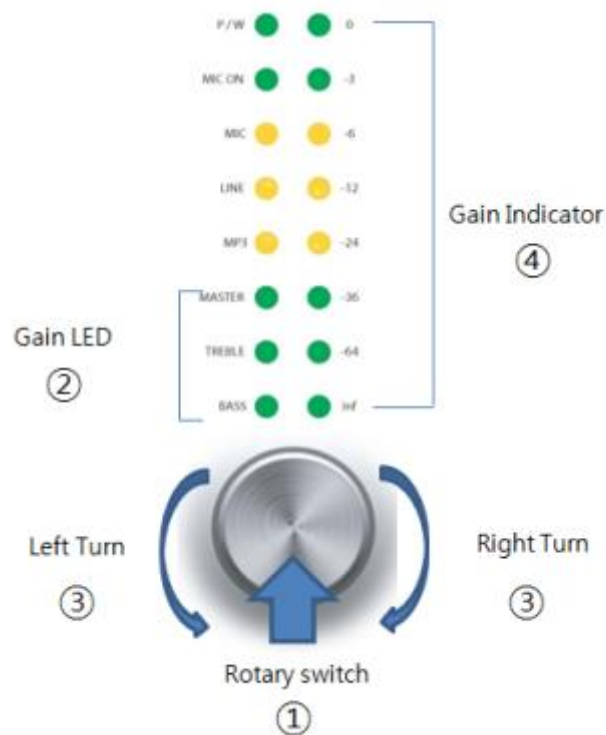 P/W 0
MIC ON -3
MIC -6
LINE -12
Gain Indicator
MP3 -24
④
MASTER -36
Gain LED
TREBLE -64
②
BASS inf
Left Turn
Right Turn
③
③
Rotary switch
①